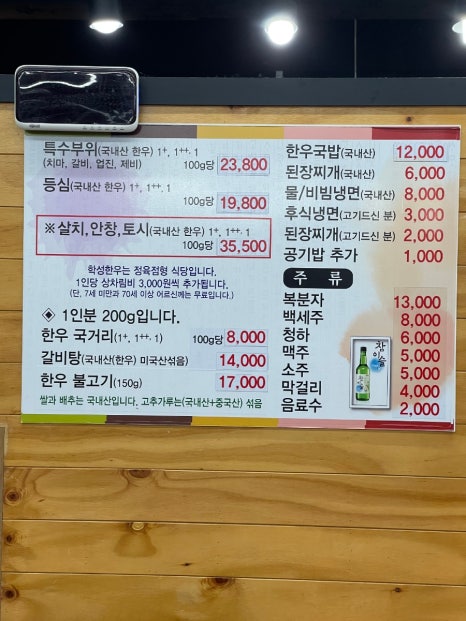 특수부위(국내산 한우) 1⁺, 1⁺⁺, 1
(치마, 갈비, 업진, 제비) 100g당 23,800
등심(국내산 한우) 1⁺, 1⁺⁺, 1
100g당 19,800
※살치, 안창, 토시(국내산 한우) 1⁺, 1⁺⁺, 1
100g당 35,500
학성한우는 정육점형 식당입니다.
1인당 상차림비 3,000원씩 추가됩니다.
(단, 7세 미만과 70세 이상 어르신께는 무료입니다.)
◈ 1인분 200g입니다.
한우 국거리(1⁺, 1⁺⁺, 1) 100g당 8,000
갈비탕(국내산(한우) 미국산섞음) 14,000
한우 불고기(150g) 17,000
쌀과 배추는 국내산입니다. 고추가루는(국내산+중국산) 섞음
한우국밥(국내산) 12,000
된장찌개(국내산) 6,000
물/비빔냉면(국내산) 8,000
후식냉면(고기드신 분) 3,000
된장찌개(고기드신 분) 2,000
공기밥 추가 1,000
주 류
복분자 13,000
백세주 8,000
청하 6,000
맥주 5,000
소주 5,000
막걸리 4,000
음료수 2,000
참이슬